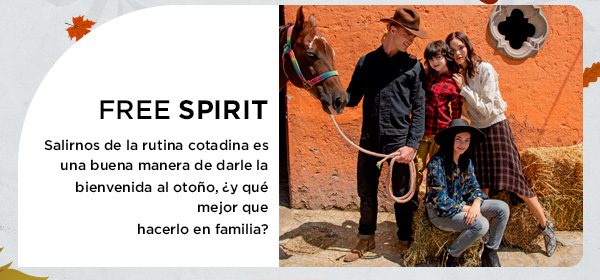 FREE SPIRIT
Salirnos de la rutina cotadina es
una buena manera de darle la
bienvenida al otoño, ¿y qué
mejor que
hacerlo en familia?